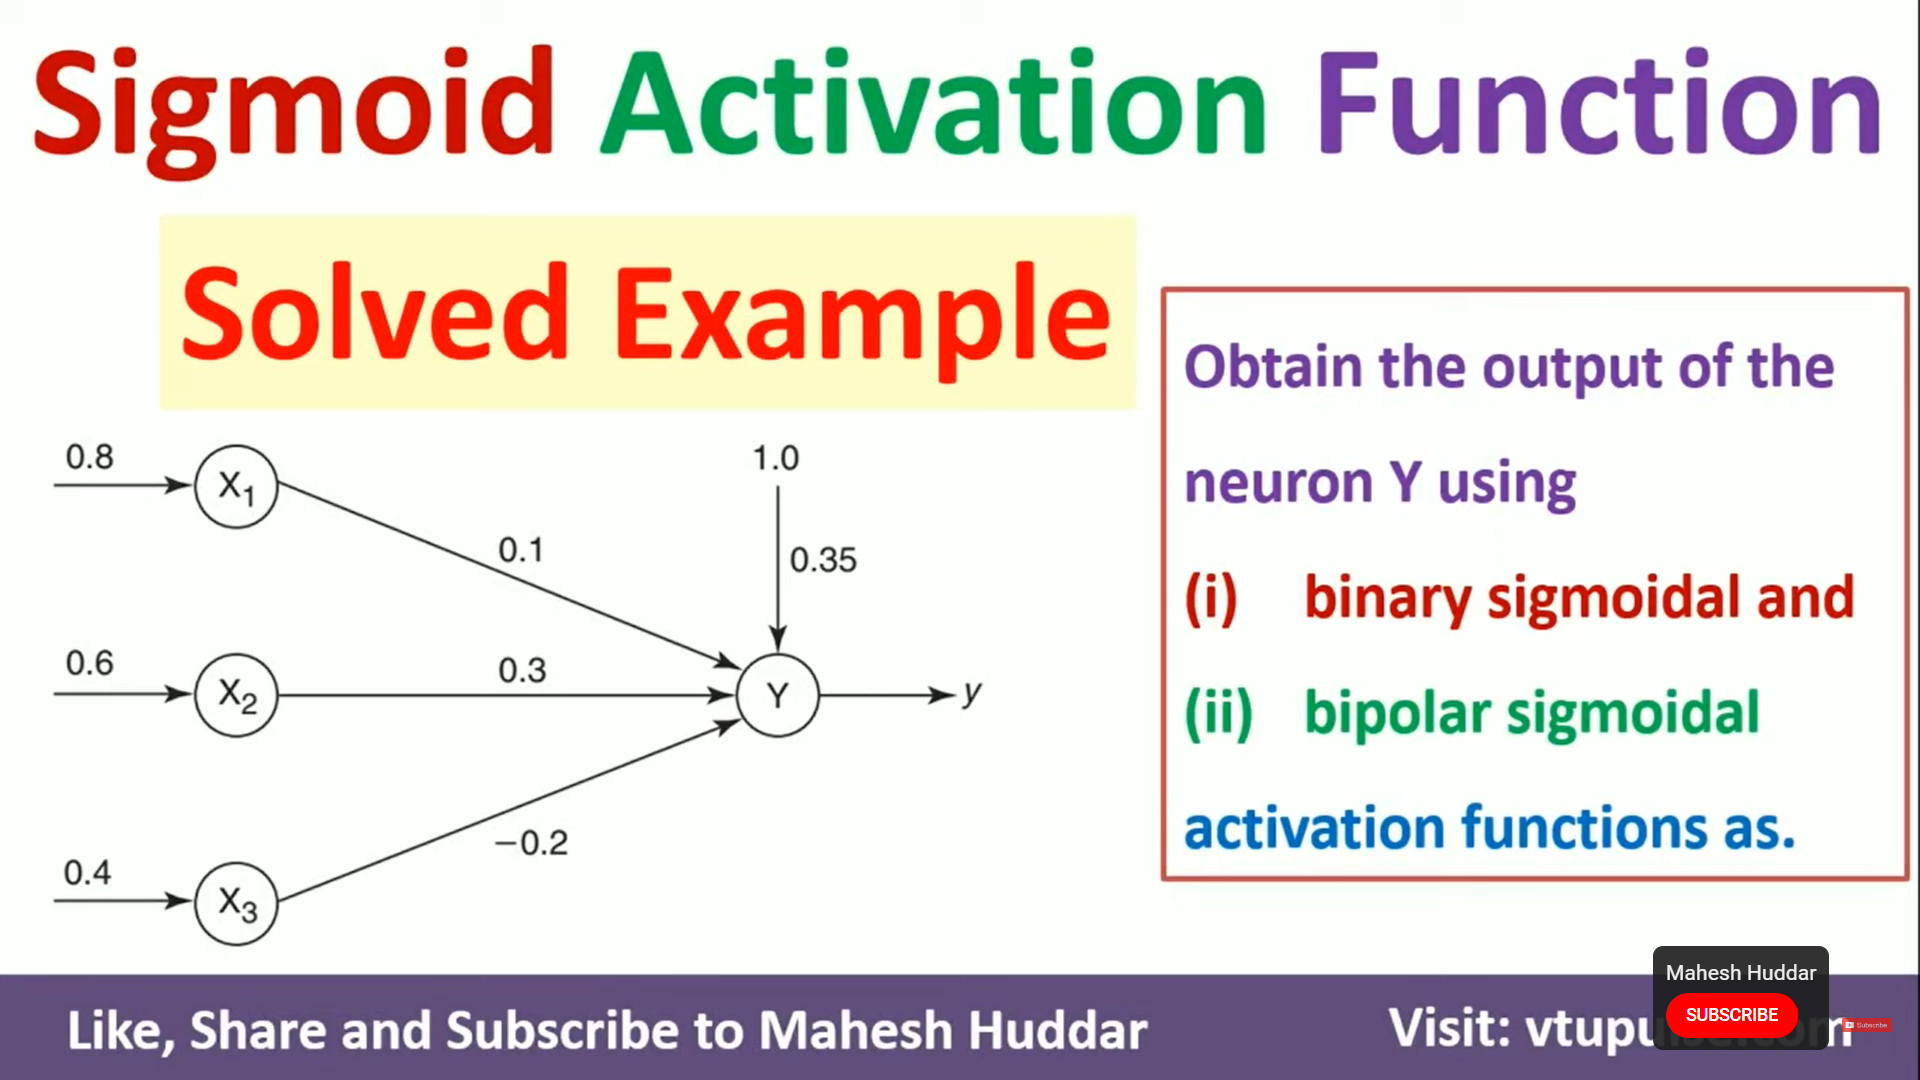 Sigmoid Activation Function
Solved Example
Obtain the output of the
neuron Y using
(i) binary sigmoidal and
(ii) bipolar sigmoidal
activation functions as.
0.8
X1
0.1
1.0
0.35
0.6
X2
0.3
Y
y
0.4
X3
−0.2
Like, Share and Subscribe to Mahesh Huddar
Visit:
Mahesh Huddar
SUBSCRIBE
Subscribe